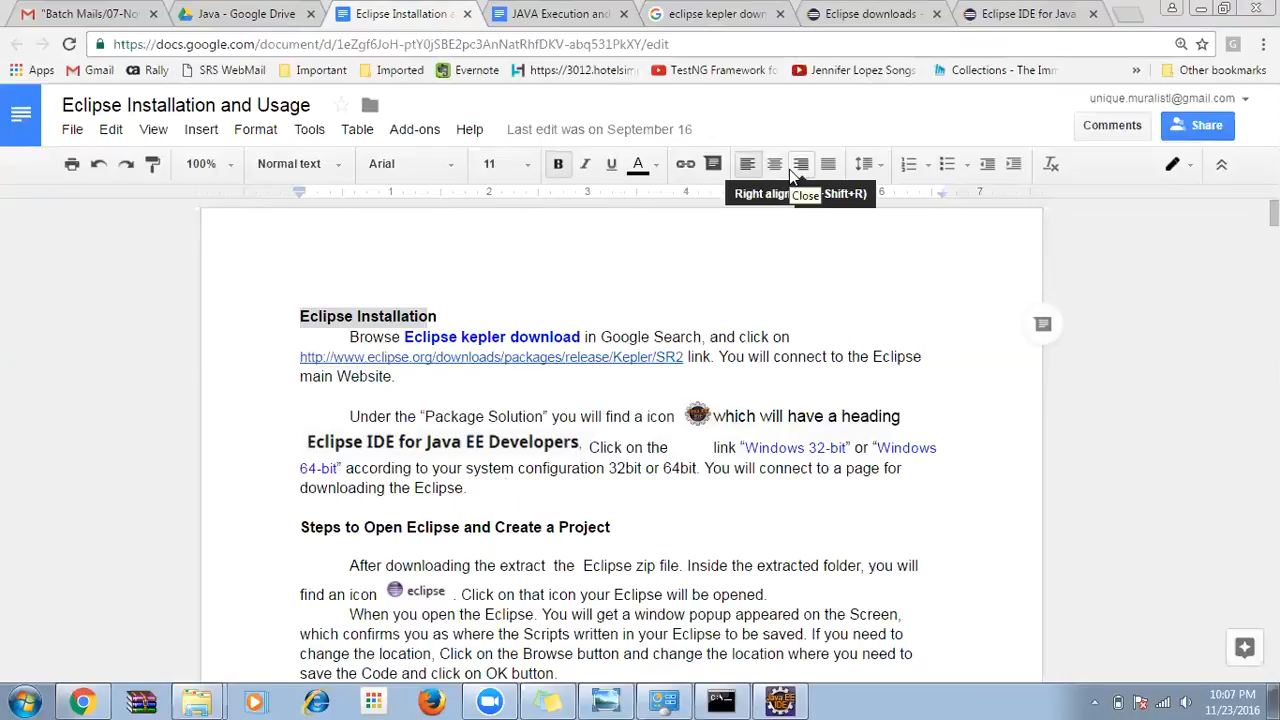 "Batch Mails/07-Nov
Java - Google Drive
Eclipse Installation a
JAVA Execution and
eclipse kepler down
Eclipse downloads
Eclipse IDE for Java
https://docs.google.com/document/d/1eZgf6JoH-ptY0jSBE2pc3AnNatRhfDKV-abq531PkXY/edit
Apps Gmail Rally SRS WebMail Important Imported Evernote https://3012.hotelsim TestNG Framework fo Jennifer Lopez Songs Collections - The Imm » Other bookmarks
Eclipse Installation and Usage
unique.muralistl@gmail.com
File Edit View Insert Format Tools Table Add-ons Help Last edit was on September 16
Comments Share
100% Normal text Arial 11 B I U A
Right align Shift+R)
Close
1 2 3 4 6 7
Eclipse Installation
Browse Eclipse kepler download in Google Search, and click on
http://www.eclipse.org/downloads/packages/release/Kepler/SR2 link. You will connect to the Eclipse
main Website.
Under the “Package Solution” you will find a icon which will have a heading
Eclipse IDE for Java EE Developers. Click on the link “Windows 32-bit” or “Windows
64-bit” according to your system configuration 32bit or 64bit. You will connect to a page for
downloading the Eclipse.
Steps to Open Eclipse and Create a Project
After downloading the extract the Eclipse zip file. Inside the extracted folder, you will
find an icon eclipse . Click on that icon your Eclipse will be opened.
When you open the Eclipse. You will get a window popup appeared on the Screen,
which confirms you as where the Scripts written in your Eclipse to be saved. If you need to
change the location, Click on the Browse button and change the location where you need to
save the Code and click on OK button.
10:07 PM
11/23/2016